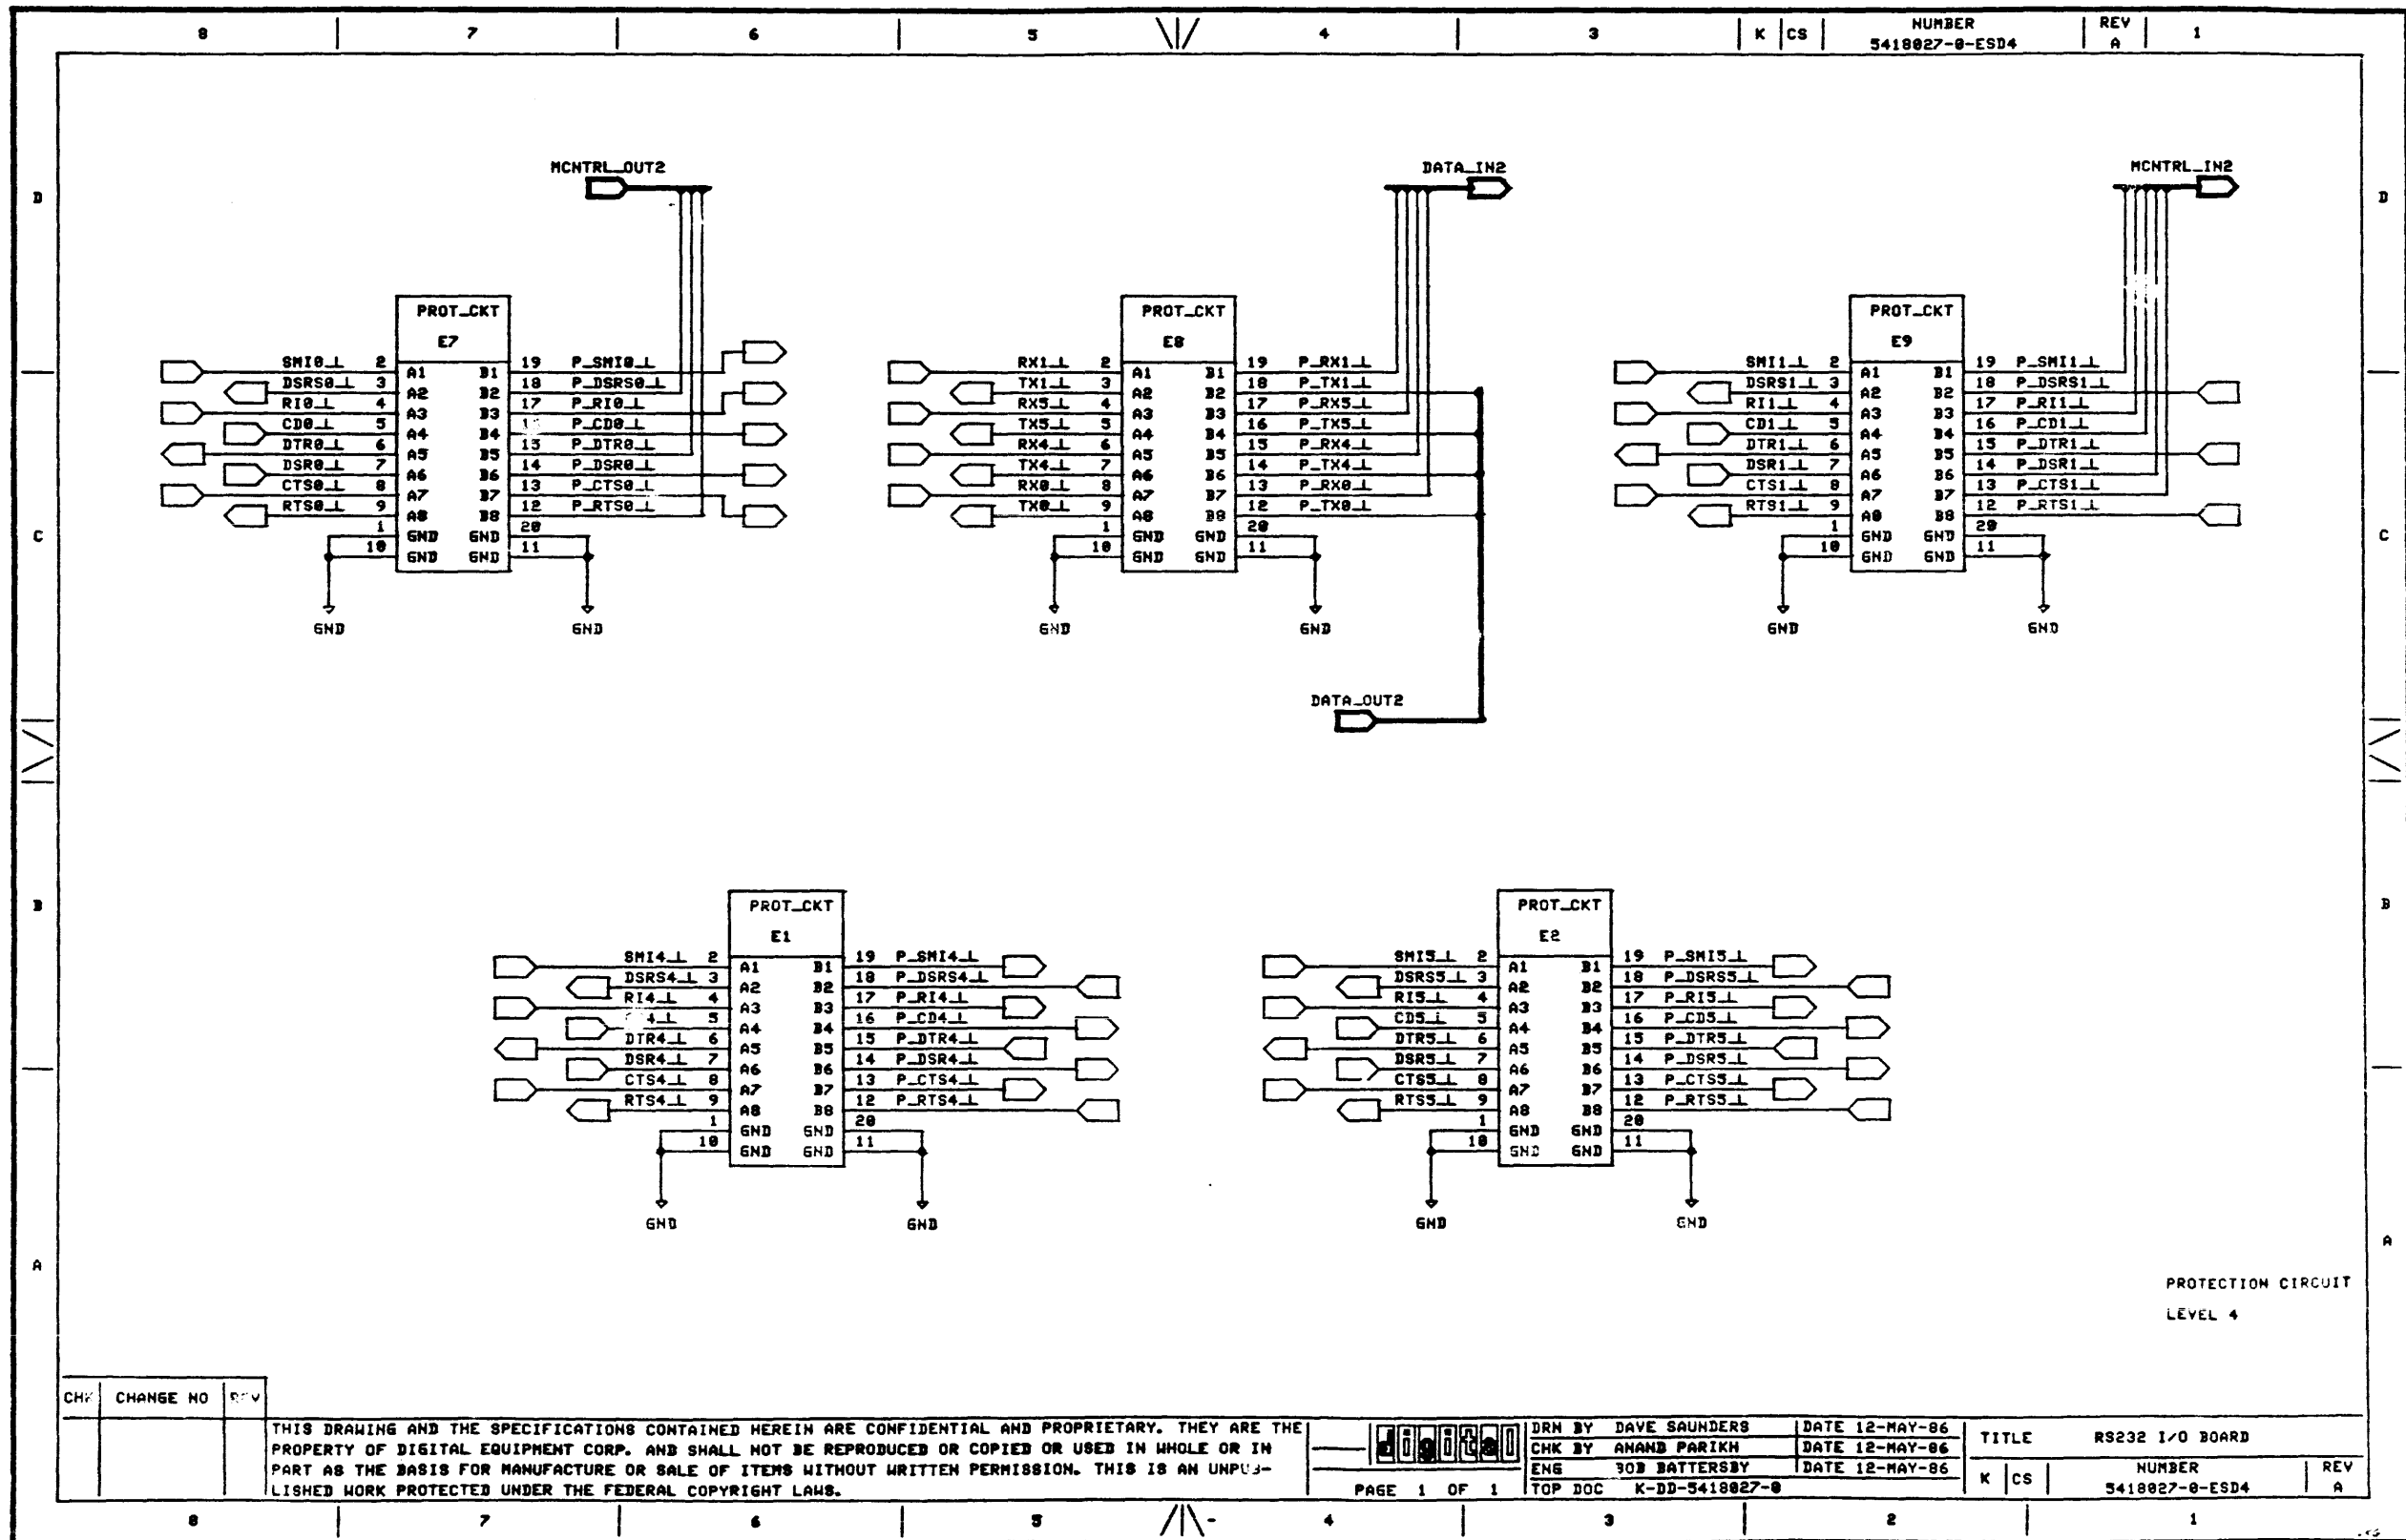 8 7 6 5 4 3 K CS NUMBER REV 1
5418027-0-ESD4 A
MCNTRL_OUT2
DATA_IN2
MCNTRL_IN2
D D
PROT_CKT
E7
SMI0_L 2 A1 B1 19 P_SMI0_L
DSRS0_L 3 A2 B2 18 P_DSRS0_L
RI0_L 4 A3 B3 17 P_RI0_L
CD0_L 5 A4 B4 P_CD0_L
DTR0_L 6 A5 B5 15 P_DTR0_L
DSR0_L 7 A6 B6 14 P_DSR0_L
CTS0_L 8 A7 B7 13 P_CTS0_L
RTS0_L 9 A8 B8 12 P_RTS0_L
1 GND GND 20
10 GND GND 11
GND GND
PROT_CKT
E8
RX1_L 2 A1 B1 19 P_RX1_L
TX1_L 3 A2 B2 18 P_TX1_L
RX5_L 4 A3 B3 17 P_RX5_L
TX5_L 5 A4 B4 16 P_TX5_L
RX4_L 6 A5 B5 15 P_RX4_L
TX4_L 7 A6 B6 14 P_TX4_L
RX0_L 8 A7 B7 13 P_RX0_L
TX0_L 9 A8 B8 12 P_TX0_L
1 GND GND 20
10 GND GND 11
GND GND
PROT_CKT
E9
SMI1_L 2 A1 B1 19 P_SMI1_L
DSRS1_L 3 A2 B2 18 P_DSRS1_L
RI1_L 4 A3 B3 17 P_RI1_L
CD1_L 5 A4 B4 16 P_CD1_L
DTR1_L 6 A5 B5 15 P_DTR1_L
DSR1_L 7 A6 B6 14 P_DSR1_L
CTS1_L 8 A7 B7 13 P_CTS1_L
RTS1_L 9 A8 B8 12 P_RTS1_L
1 GND GND 20
10 GND GND 11
GND GND
C C
DATA_OUT2
B B
PROT_CKT
E1
SMI4_L 2 A1 B1 19 P_SMI4_L
DSRS4_L 3 A2 B2 18 P_DSRS4_L
RI4_L 4 A3 B3 17 P_RI4_L
5 A4 B4 16 P_CD4_L
DTR4_L 6 A5 B5 15 P_DTR4_L
DSR4_L 7 A6 B6 14 P_DSR4_L
CTS4_L 8 A7 B7 13 P_CTS4_L
RTS4_L 9 A8 B8 12 P_RTS4_L
1 GND GND 20
10 GND GND 11
GND GND
PROT_CKT
E2
SMI5_L 2 A1 B1 19 P_SMI5_L
DSRS5_L 3 A2 B2 18 P_DSRS5_L
RI5_L 4 A3 B3 17 P_RI5_L
CD5_L 5 A4 B4 16 P_CD5_L
DTR5_L 6 A5 B5 15 P_DTR5_L
DSR5_L 7 A6 B6 14 P_DSR5_L
CTS5_L 8 A7 B7 13 P_CTS5_L
RTS5_L 9 A8 B8 12 P_RTS5_L
1 GND GND 20
10 GND GND 11
GND GND
A A
PROTECTION CIRCUIT
LEVEL 4
CHK CHANGE NO REV
THIS DRAWING AND THE SPECIFICATIONS CONTAINED HEREIN ARE CONFIDENTIAL AND PROPRIETARY. THEY ARE THE
PROPERTY OF DIGITAL EQUIPMENT CORP. AND SHALL NOT BE REPRODUCED OR COPIED OR USED IN WHOLE OR IN
PART AS THE BASIS FOR MANUFACTURE OR SALE OF ITEMS WITHOUT WRITTEN PERMISSION. THIS IS AN UNPUB-
LISHED WORK PROTECTED UNDER THE FEDERAL COPYRIGHT LAWS.
digital
PAGE 1 OF 1
DRN BY DAVE SAUNDERS DATE 12-MAY-86
CHK BY ANAND PARIKH DATE 12-MAY-86
ENG BOB BATTERSBY DATE 12-MAY-86
TOP DOC K-DD-5418027-0
TITLE RS232 I/O BOARD
K CS NUMBER REV
5418027-0-ESD4 A
8 7 6 5 4 3 2 1